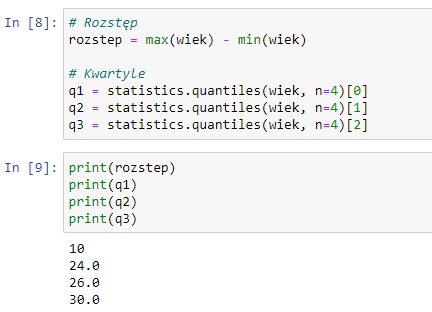 In [8]: # Rozstęp
rozstep = max(wiek) - min(wiek)
# Kwartyle
q1 = statistics.quantiles(wiek, n=4)[0]
q2 = statistics.quantiles(wiek, n=4)[1]
q3 = statistics.quantiles(wiek, n=4)[2]
In [9]: print(rozstep)
print(q1)
print(q2)
print(q3)
10
24.0
26.0
30.0